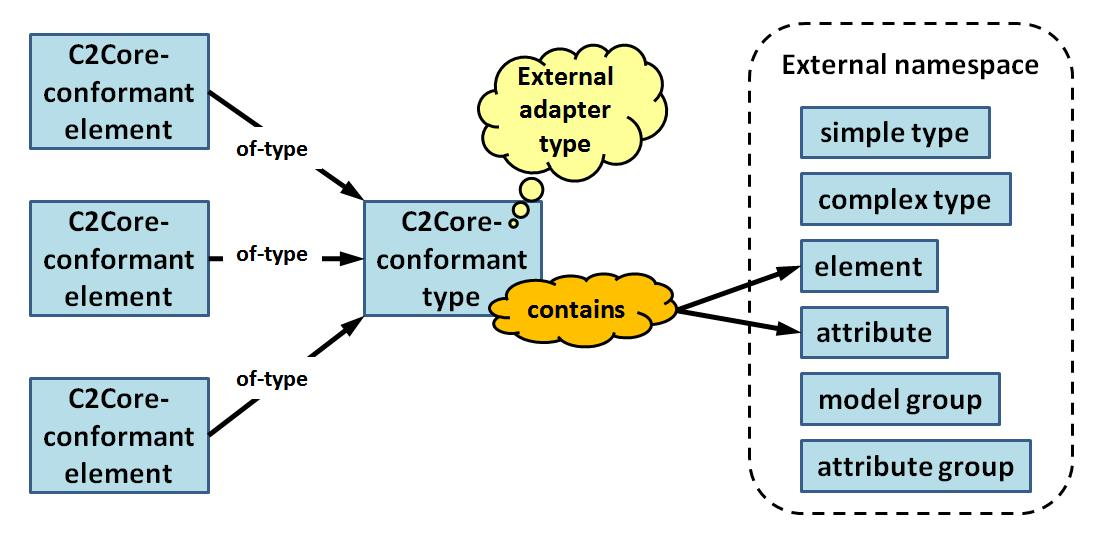 C2Core-
conformant
element
of-type
C2Core-
conformant
element
of-type
C2Core-
conformant
element
of-type
C2Core-
conformant
type
External
adapter
type
contains
External namespace
simple type
complex type
element
attribute
model group
attribute group